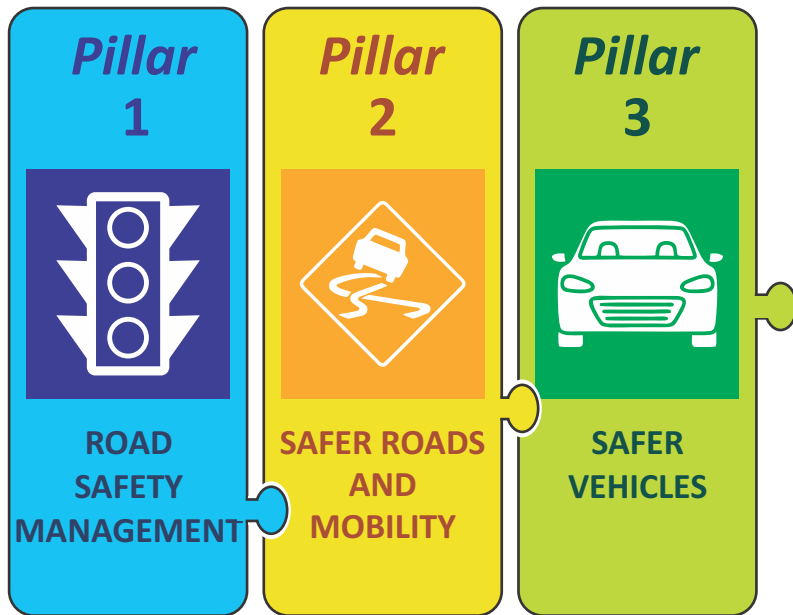 Pillar
1
ROAD
SAFETY
MANAGEMENT
Pillar
2
SAFER ROADS
AND
MOBILITY
Pillar
3
SAFER
VEHICLES